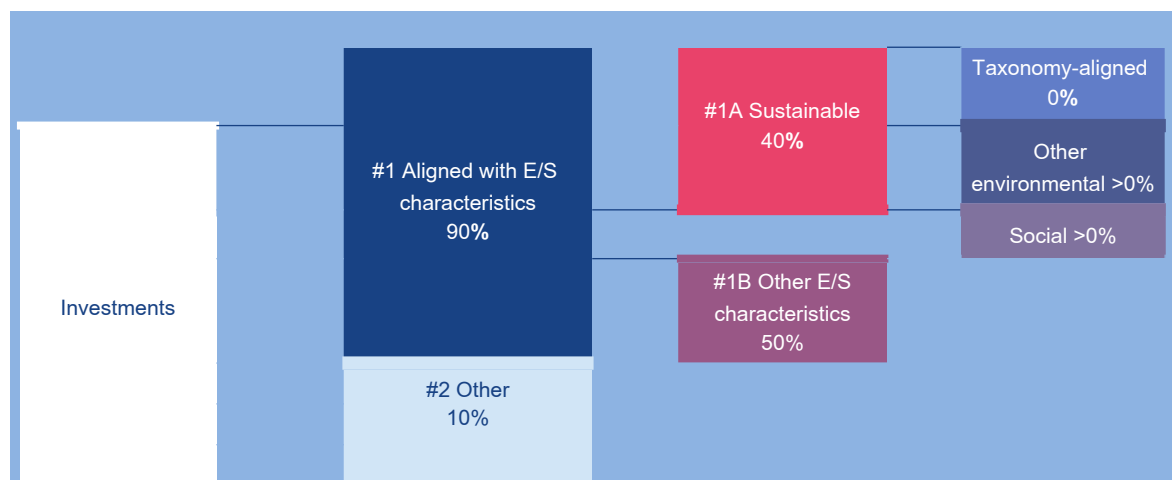 Investments
#1 Aligned with E/S
characteristics
90%
#2 Other
10%
#1A Sustainable
40%
#1B Other E/S
characteristics
50%
Taxonomy-aligned
0%
Other
environmental >0%
Social >0%